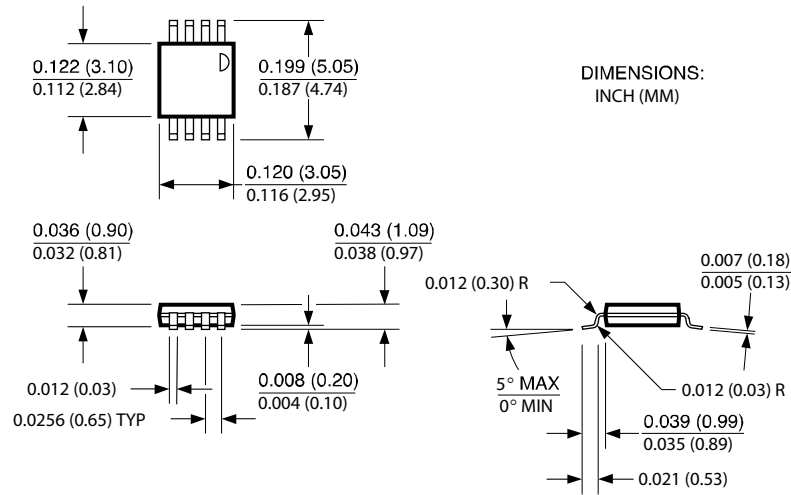 0.122 (3.10)
0.112 (2.84)
0.199 (5.05)
0.187 (4.74)
DIMENSIONS:
INCH (MM)
0.120 (3.05)
0.116 (2.95)
0.036 (0.90)
0.032 (0.81)
0.043 (1.09)
0.038 (0.97)
0.012 (0.30) R
0.007 (0.18)
0.005 (0.13)
0.012 (0.03)
0.0256 (0.65) TYP
0.008 (0.20)
0.004 (0.10)
5° MAX
0° MIN
0.012 (0.03) R
0.039 (0.99)
0.035 (0.89)
0.021 (0.53)